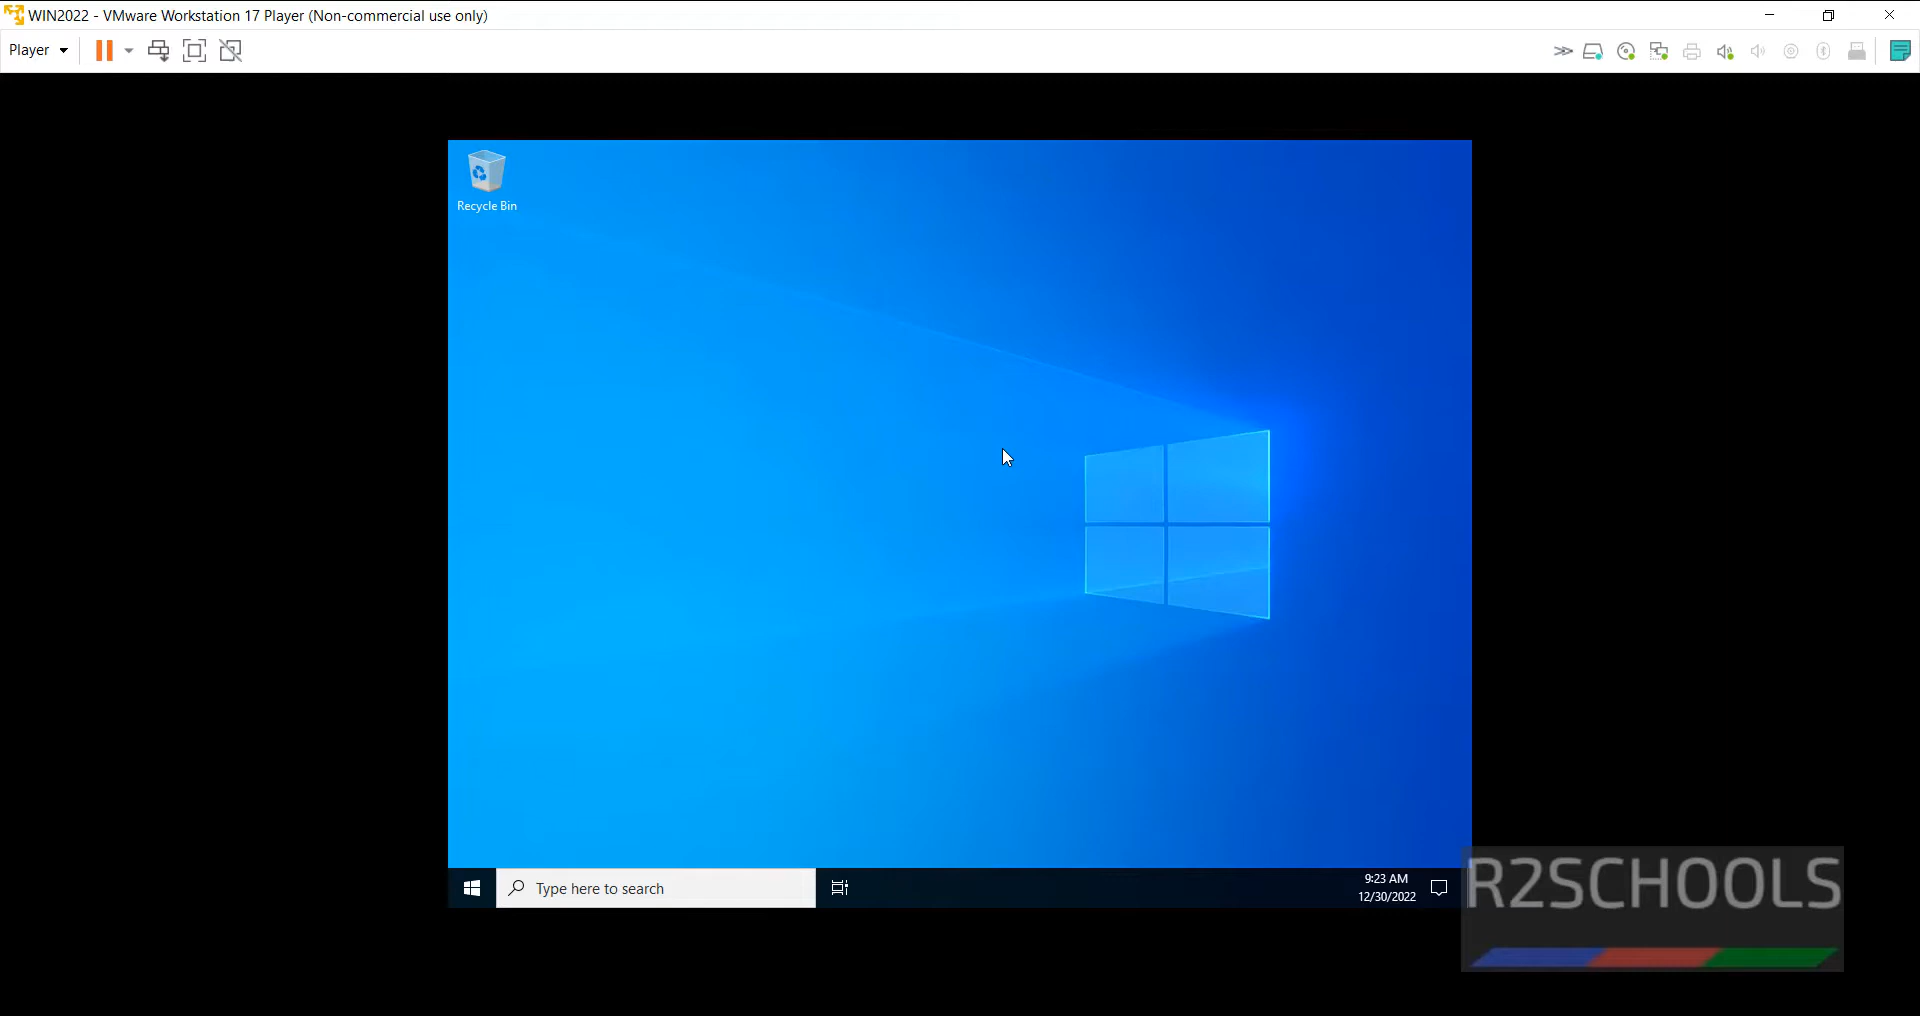 WIN2022 - VMware Workstation 17 Player (Non-commercial use only)
Player
Recycle Bin
Type here to search
9:23 AM
12/30/2022
R2SCHOOLS